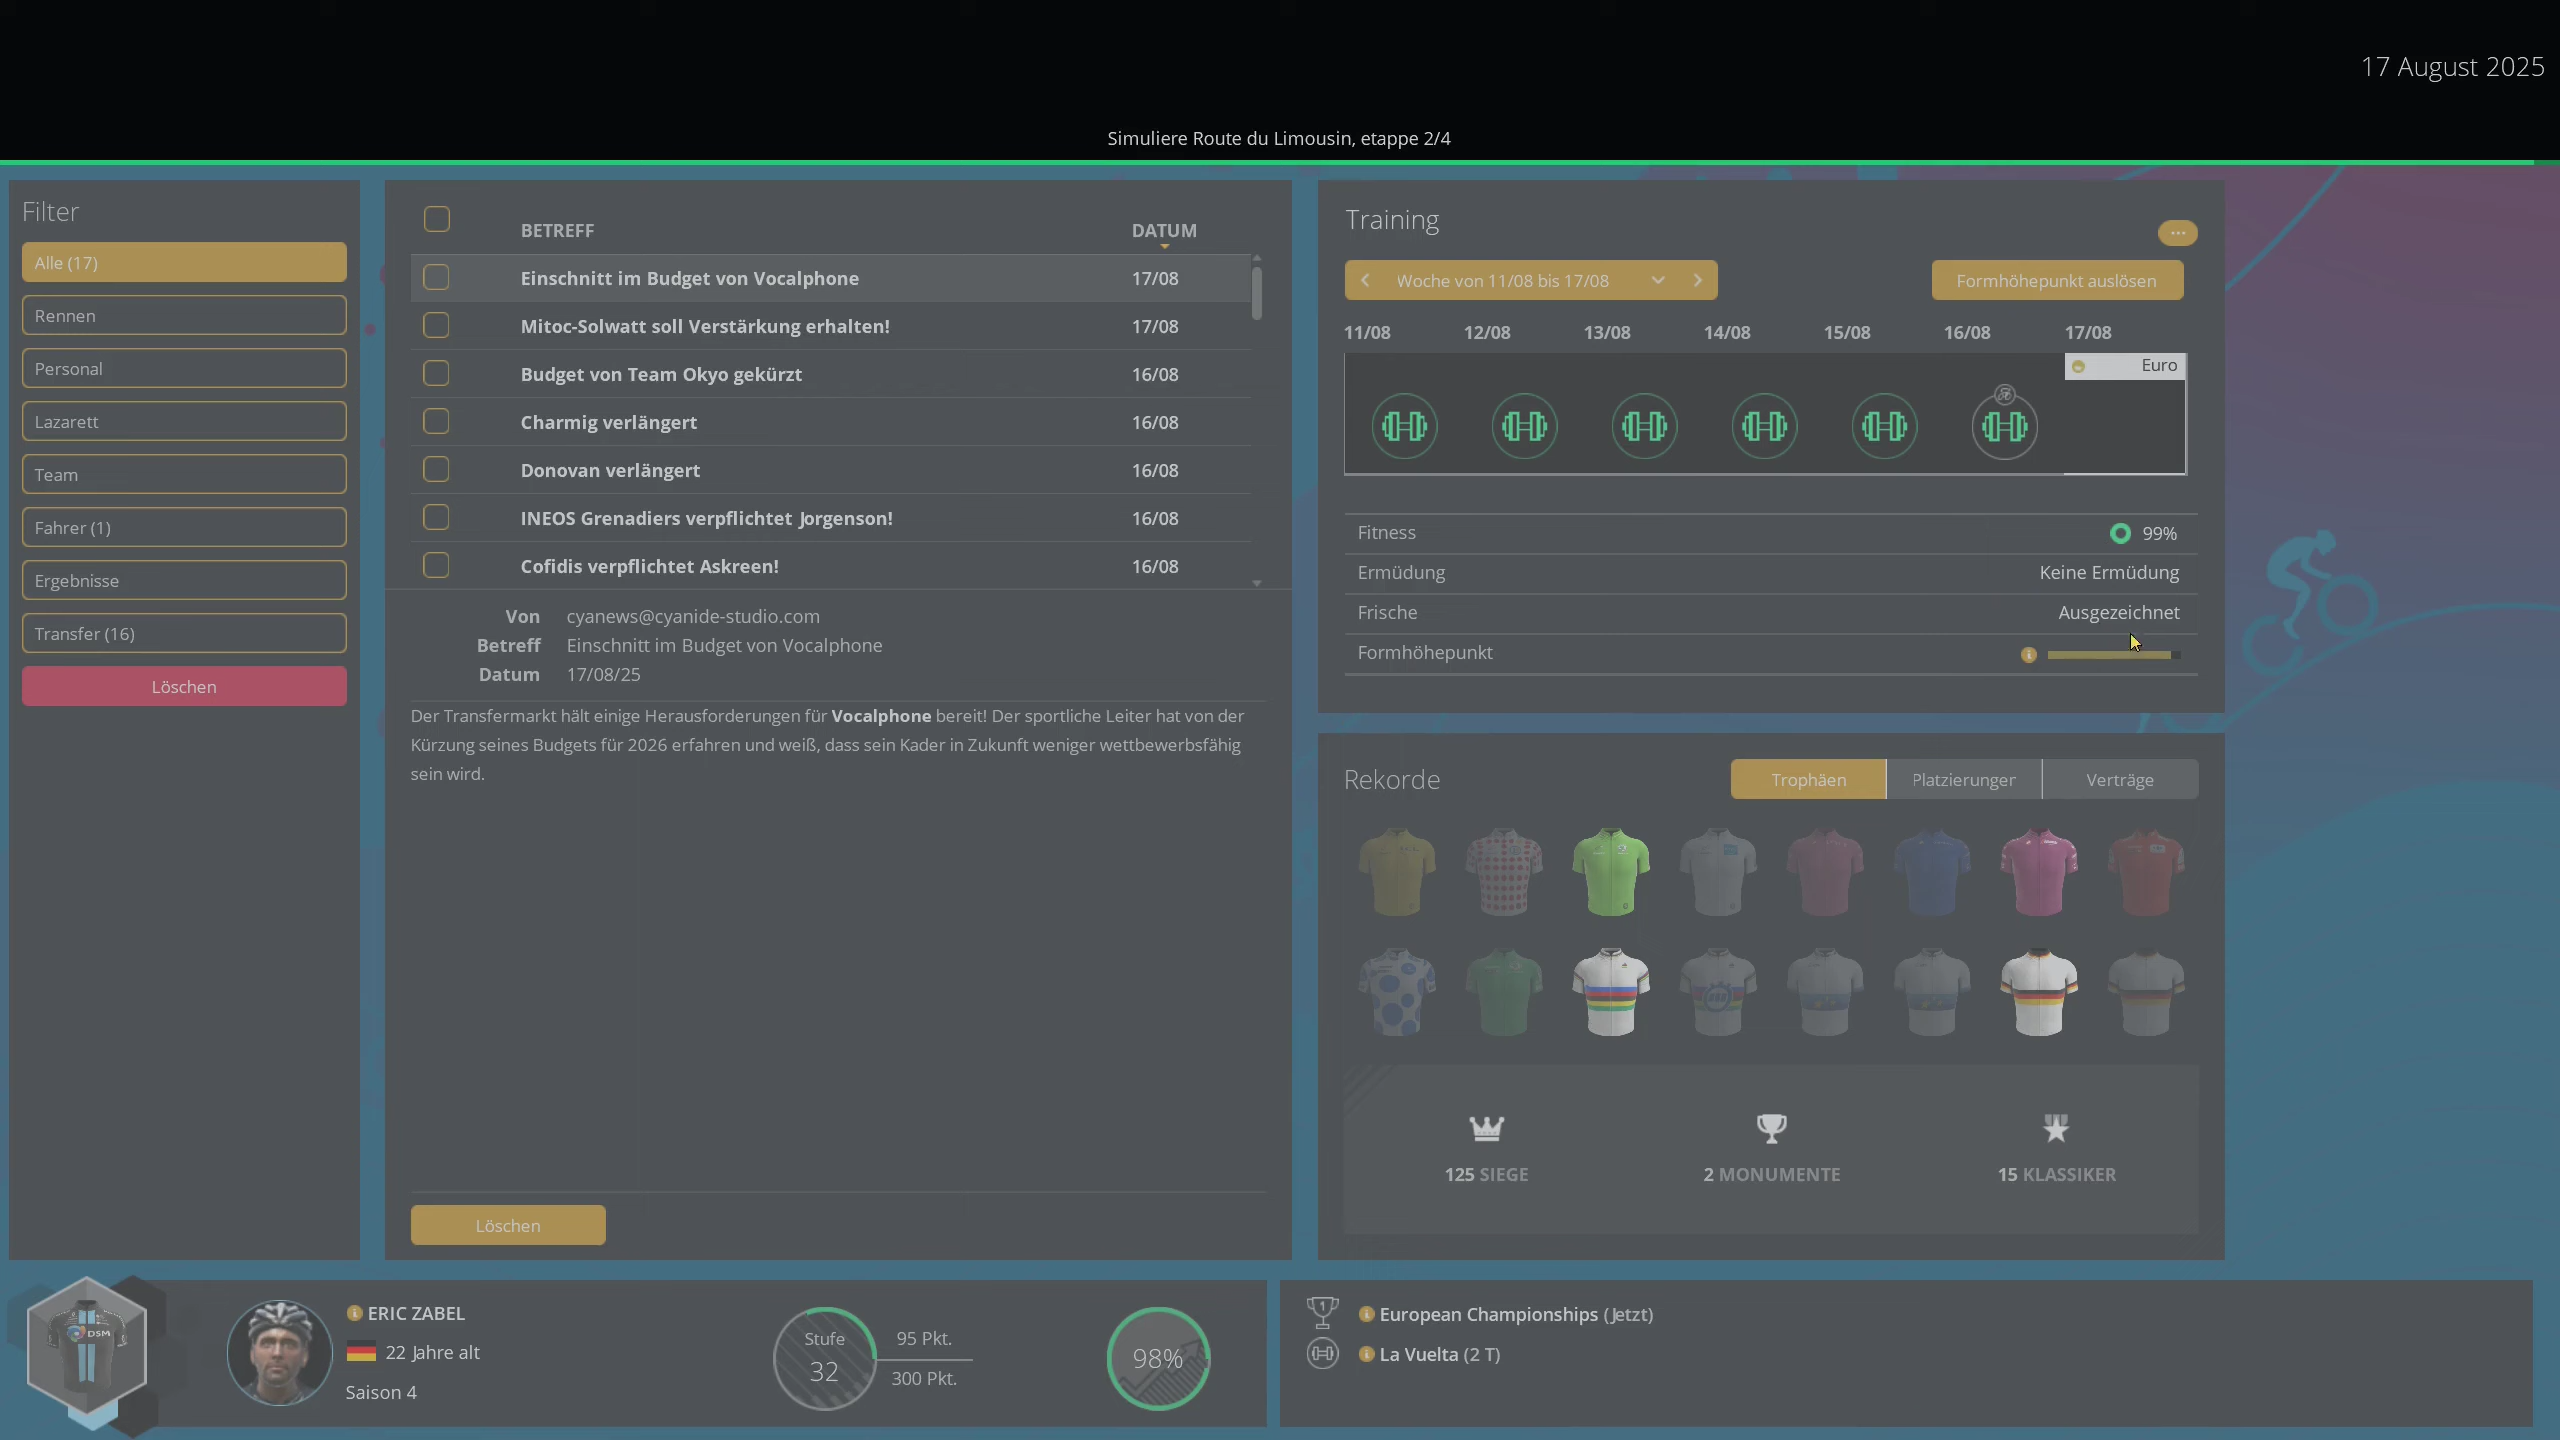 17 August 2025
Simuliere Route du Limousin, etappe 2/4
Filter
Alle (17)
Rennen
Personal
Lazarett
Team
Fahrer (1)
Ergebnisse
Transfer (16)
Löschen
BETREFF DATUM
Einschnitt im Budget von Vocalphone 17/08
Mitoc-Solwatt soll Verstärkung erhalten! 17/08
Budget von Team Okyo gekürzt 16/08
Charmig verlängert 16/08
Donovan verlängert 16/08
INEOS Grenadiers verpflichtet Jorgenson! 16/08
Cofidis verpflichtet Askreen! 16/08
Von cyanews@cyanide-studio.com
Betreff Einschnitt im Budget von Vocalphone
Datum 17/08/25
Der Transfermarkt hält einige Herausforderungen für Vocalphone bereit! Der sportliche Leiter hat von der
Kürzung seines Budgets für 2026 erfahren und weiß, dass sein Kader in Zukunft weniger wettbewerbsfähig
sein wird.
Löschen
Training
...
Woche von 11/08 bis 17/08
Formhöhepunkt auslösen
11/08 12/08 13/08 14/08 15/08 16/08 17/08
Euro
Fitness 99%
Ermüdung Keine Ermüdung
Frische Ausgezeichnet
Formhöhepunkt
Rekorde
Trophäen Platzierunger Verträge
125 SIEGE 2 MONUMENTE 15 KLASSIKER
DSM
ERIC ZABEL
22 Jahre alt
Saison 4
Stufe
32
95 Pkt.
300 Pkt.
98%
1
European Championships (Jetzt)
La Vuelta (2 T)